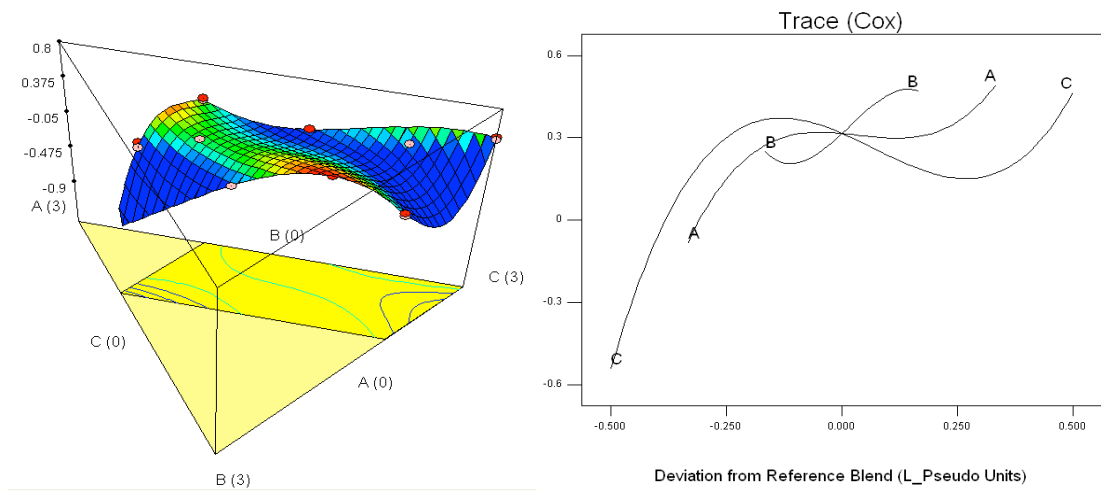 0.8
0.375
-0.05
-0.475
-0.9
A (3)
B (0)
C (3)
C (0)
A (0)
B (3)
Trace (Cox)
0.6
0.3
0
-0.3
-0.6
B
A
C
B
A
C
-0.500
-0.250
0.000
0.250
0.500
Deviation from Reference Blend (L_Pseudo Units)